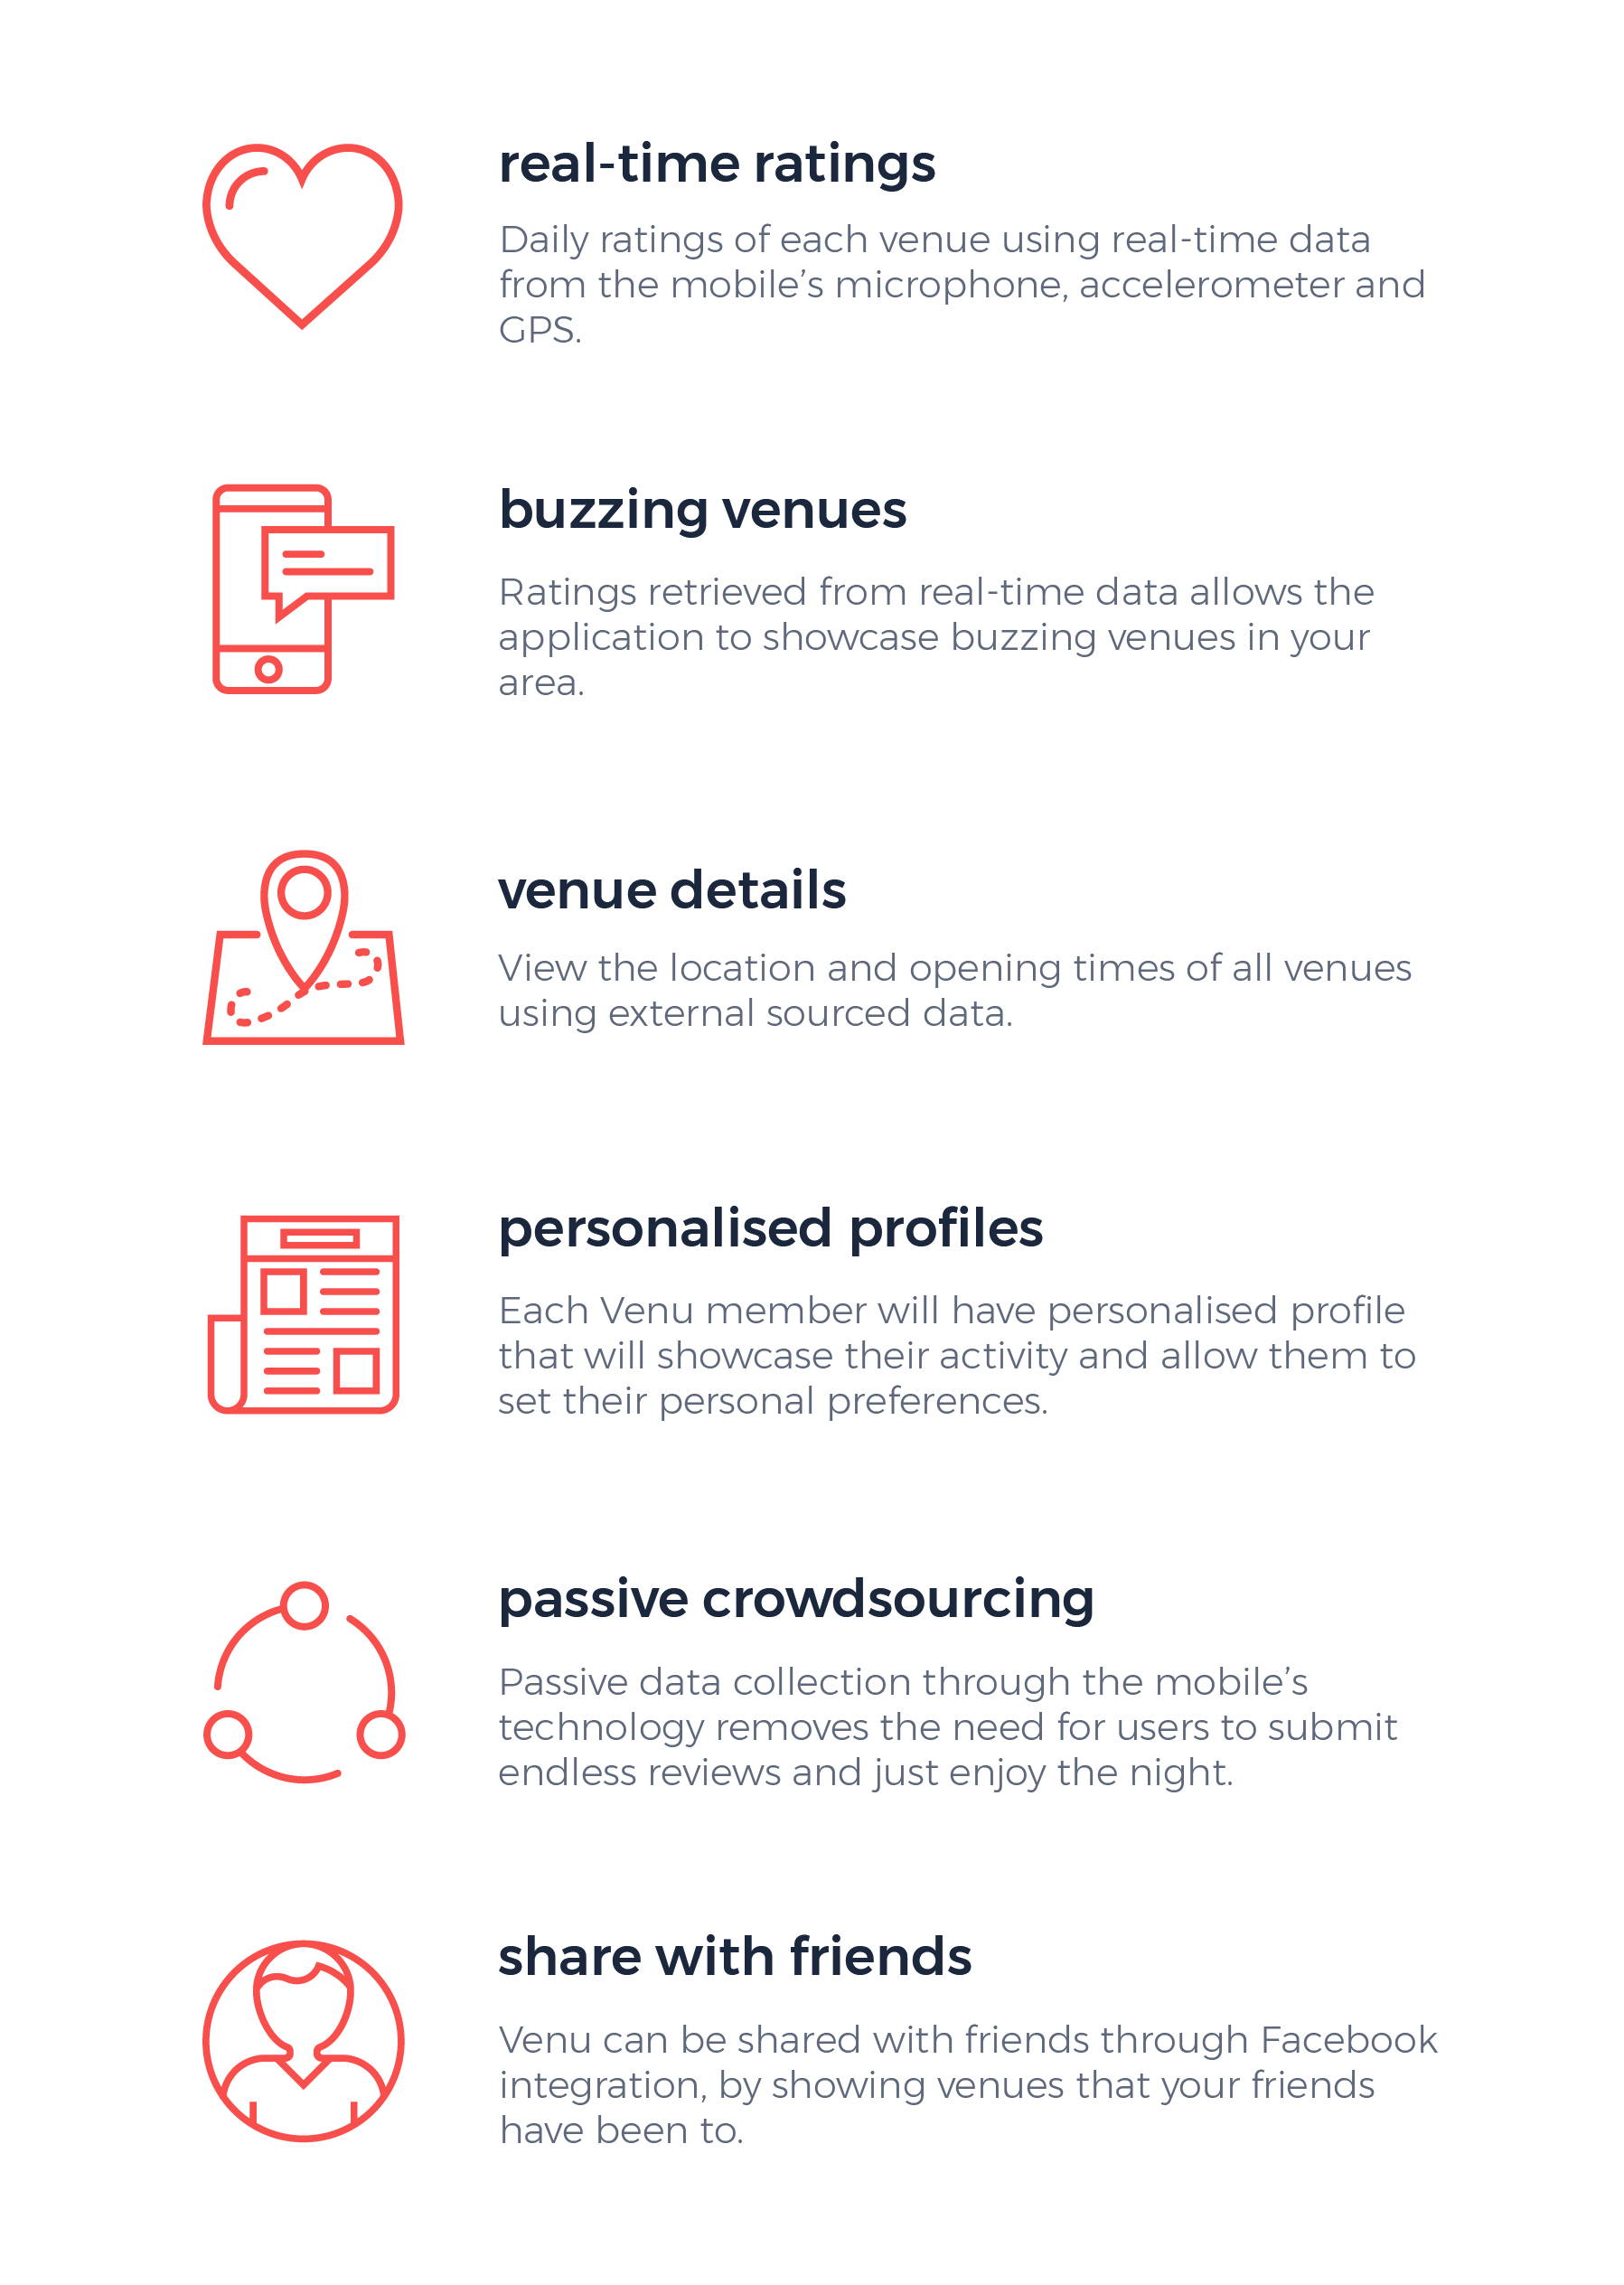 real-time ratings
Daily ratings of each venue using real-time data
from the mobile’s microphone, accelerometer and
GPS.
buzzing venues
Ratings retrieved from real-time data allows the
application to showcase buzzing venues in your
area.
venue details
View the location and opening times of all venues
using external sourced data.
personalised profiles
Each Venu member will have personalised profile
that will showcase their activity and allow them to
set their personal preferences.
passive crowdsourcing
Passive data collection through the mobile’s
technology removes the need for users to submit
endless reviews and just enjoy the night.
share with friends
Venu can be shared with friends through Facebook
integration, by showing venues that your friends
have been to.